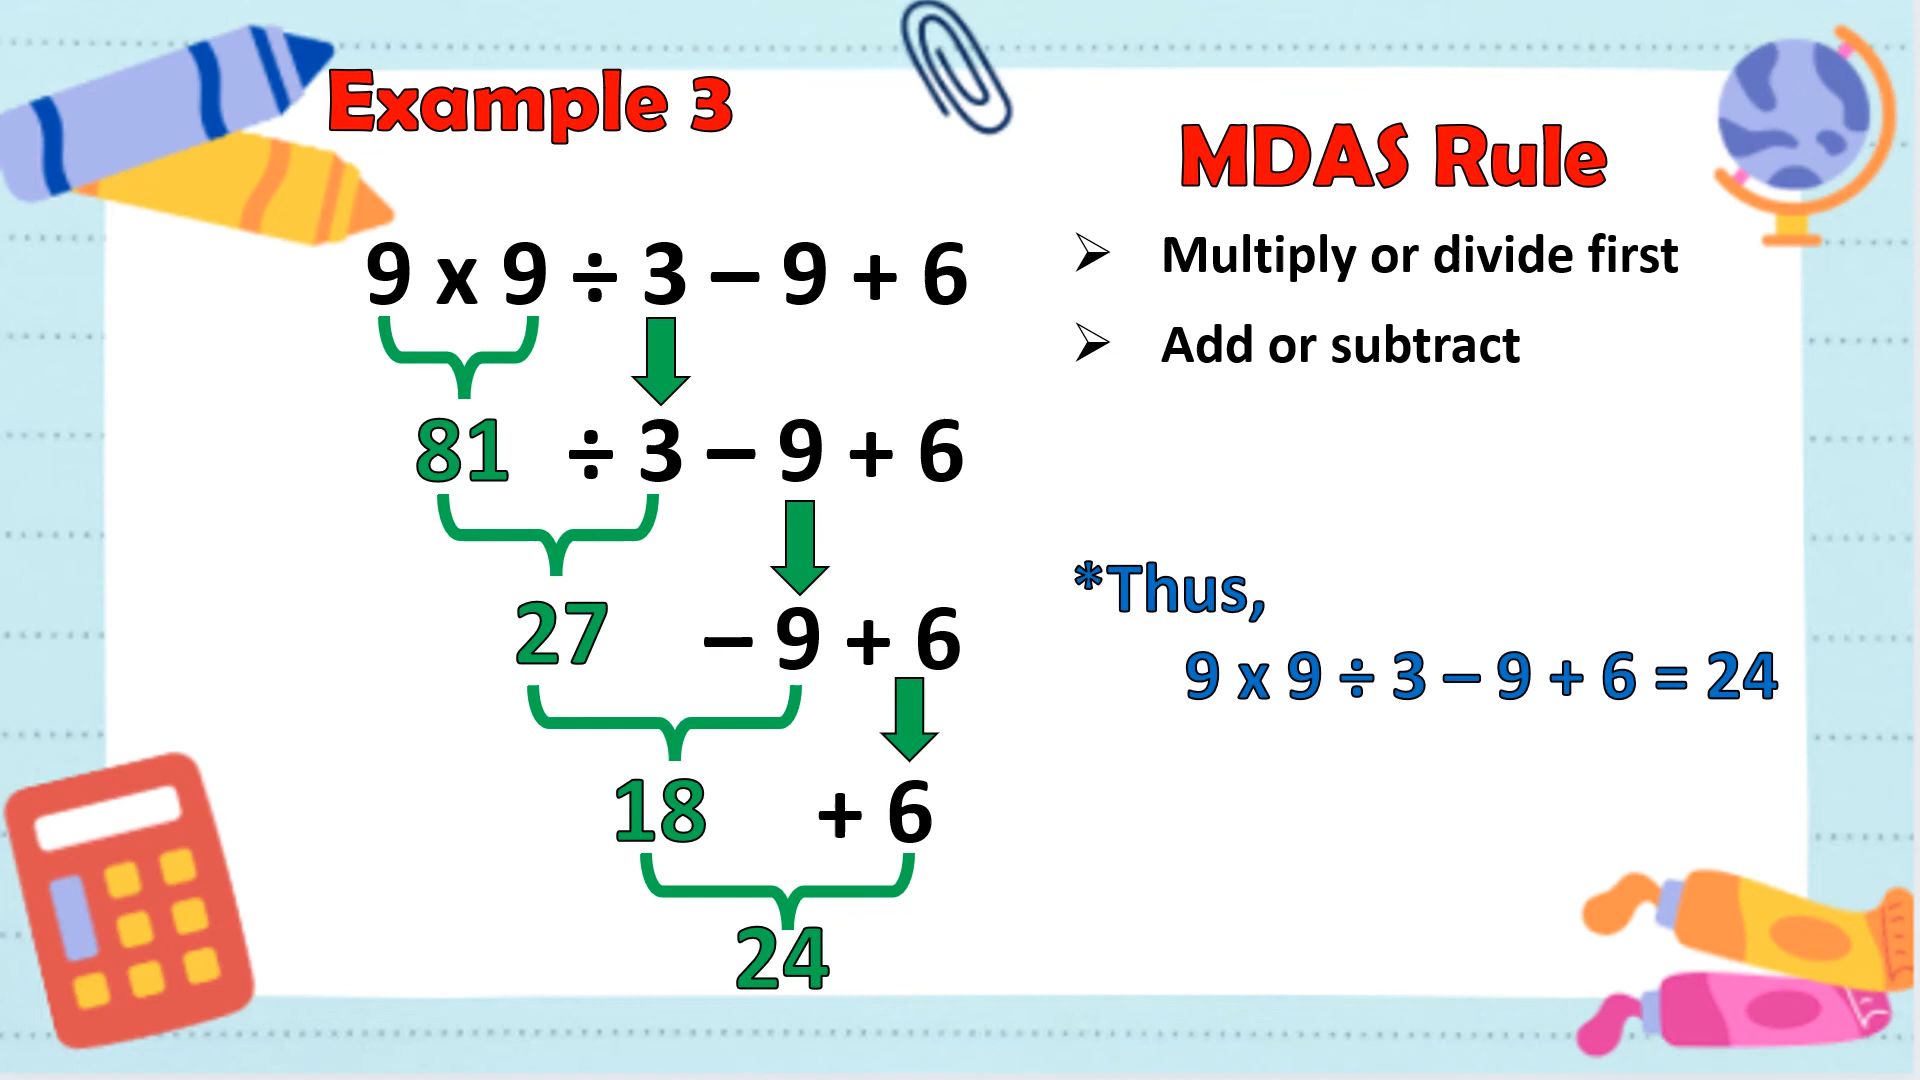 Example 3
9 x 9 ÷ 3 – 9 + 6
81 ÷ 3 – 9 + 6
27 – 9 + 6
18 + 6
24
MDAS Rule
➢ Multiply or divide first
➢ Add or subtract
*Thus,
9 x 9 ÷ 3 – 9 + 6 = 24